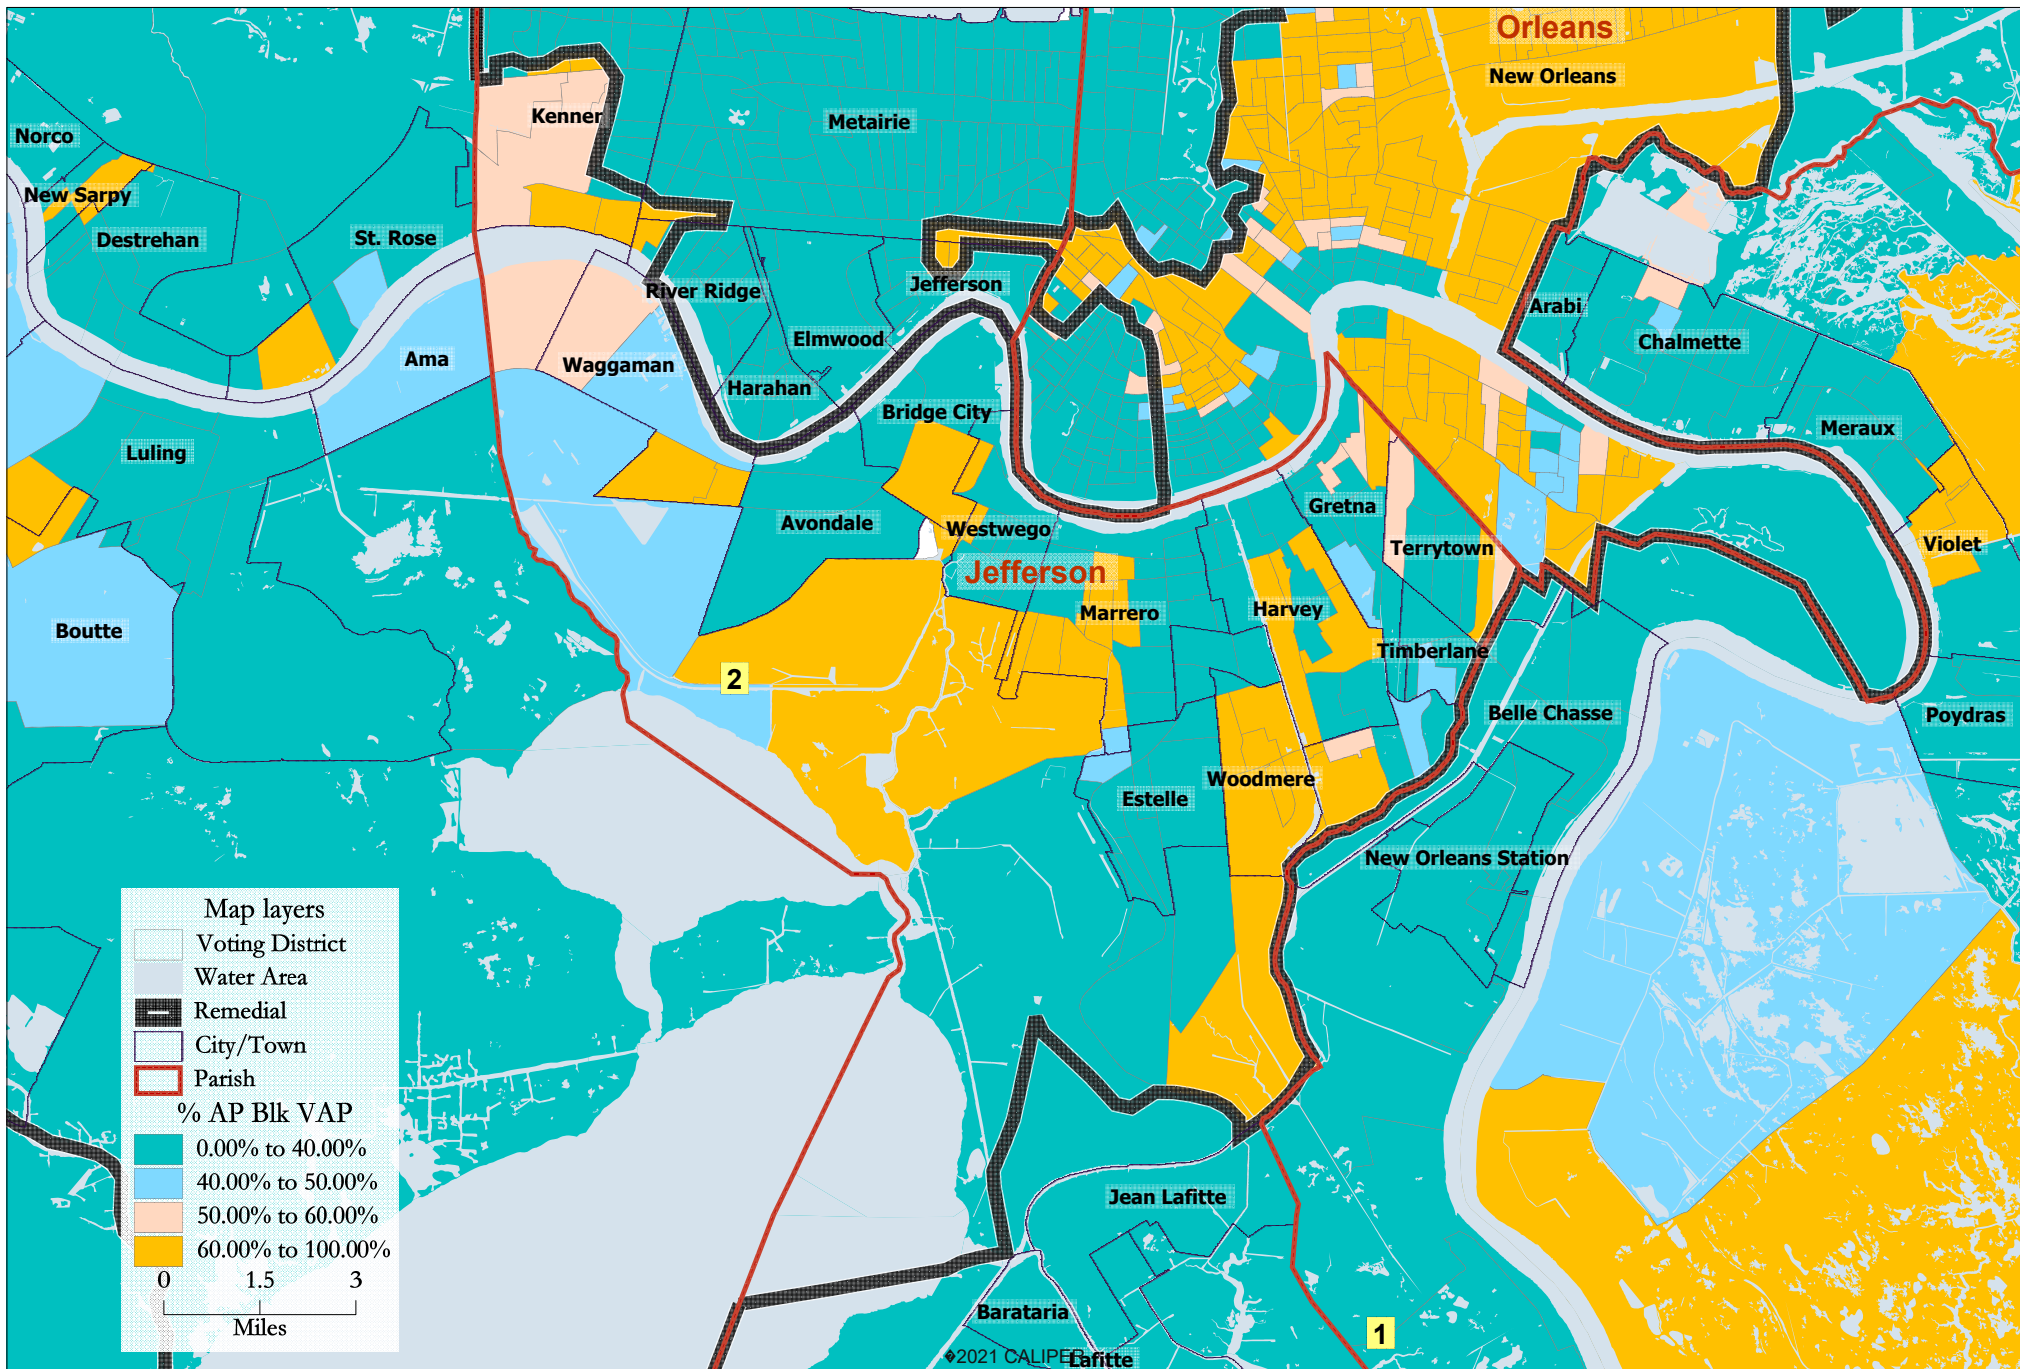 Orleans
New Orleans
Kenner
Metairie
Norco
New Sarpy
Destrehan
St. Rose
River Ridge
Jefferson
Arabi
Elmwood
Chalmette
Ama
Waggaman
Harahan
Bridge City
Meraux
Luling
Gretna
Avondale
Westwego
Terrytown
Violet
Jefferson
Marrero
Harvey
Boutte
Timberlane
2
Belle Chasse
Poydras
Woodmere
Estelle
New Orleans Station
Map layers
Voting District
Water Area
Remedial
City/Town
Parish
% AP Blk VAP
0.00% to 40.00%
40.00% to 50.00%
50.00% to 60.00%
60.00% to 100.00%
0 1.5 3
Miles
Jean Lafitte
Barataria
1
�2021 CALIPER
Lafitte